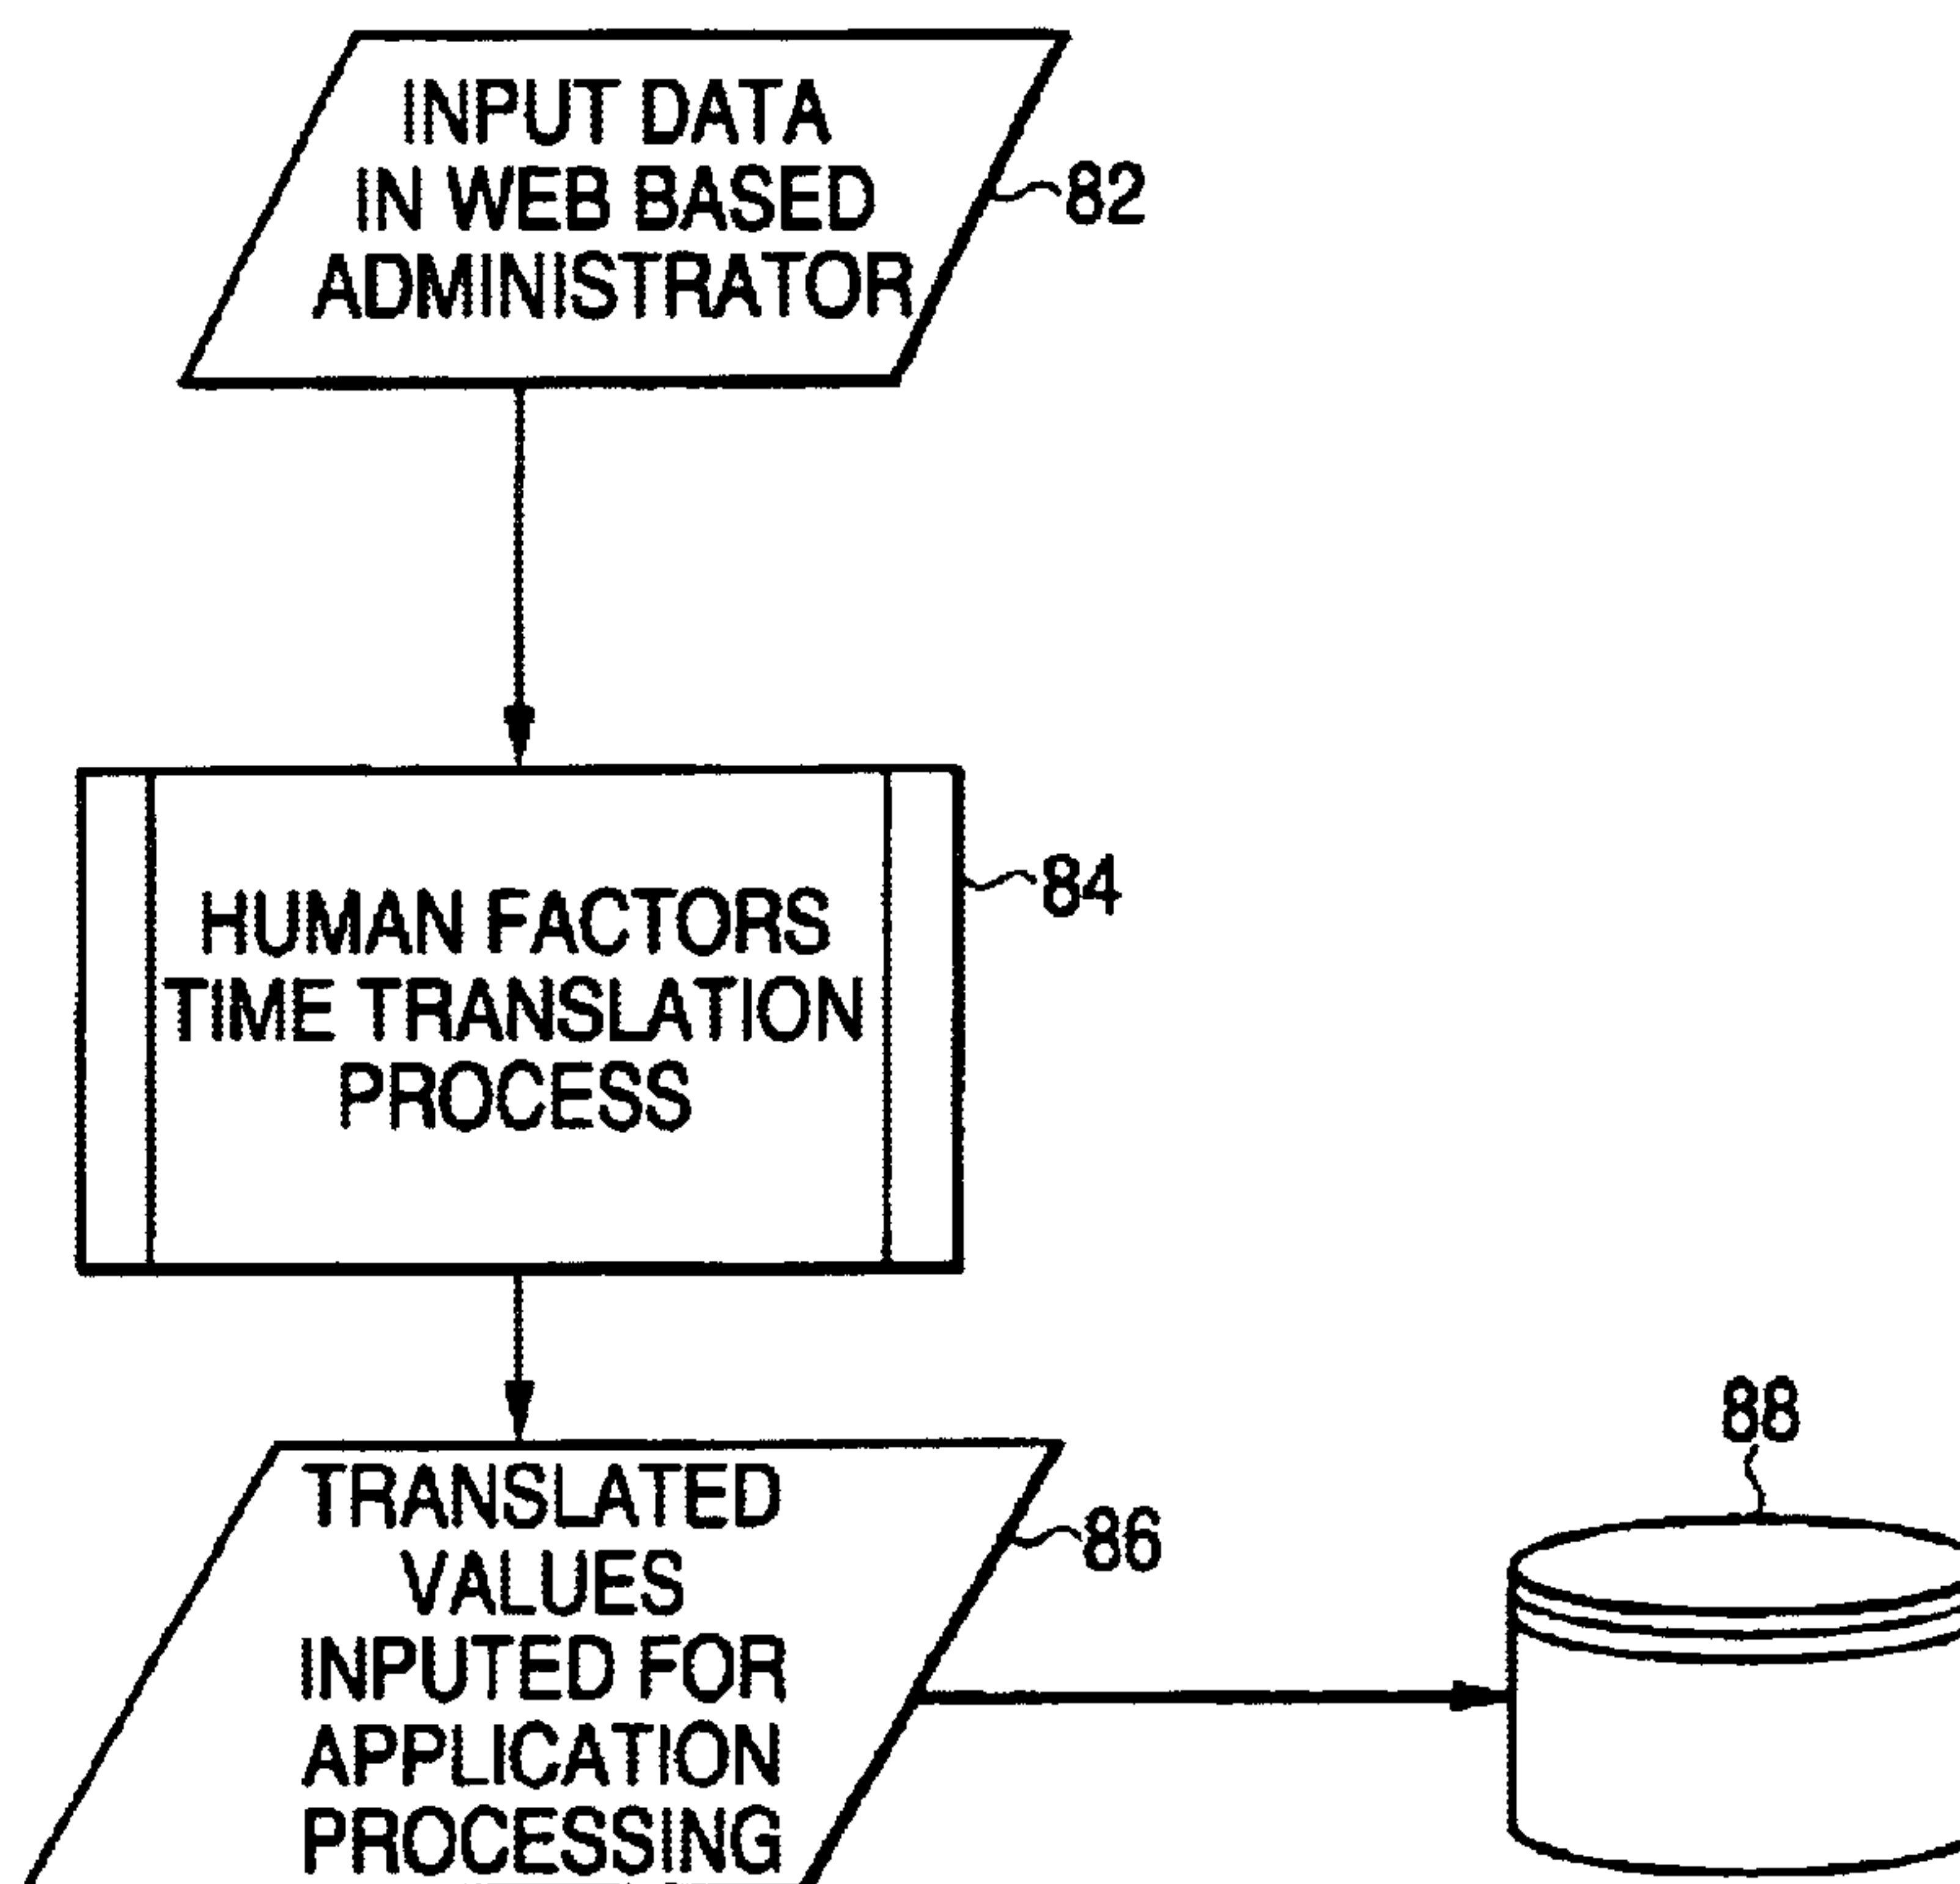 INPUT DATA
IN WEB BASED
ADMINISTRATOR
82
HUMAN FACTORS
TIME TRANSLATION
PROCESS
84
TRANSLATED
VALUES
INPUTED FOR
APPLICATION
PROCESSING
86
88